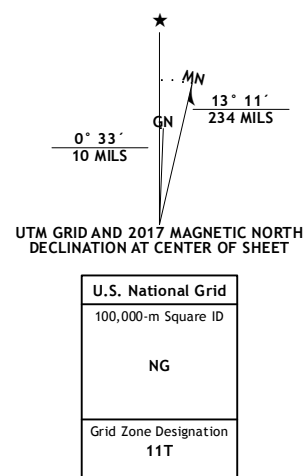 ★
MN
GN
13° 11´
234 MILS
0° 33´
10 MILS
UTM GRID AND 2017 MAGNETIC NORTH
DECLINATION AT CENTER OF SHEET
U.S. National Grid
100,000-m Square ID
NG
Grid Zone Designation
11T